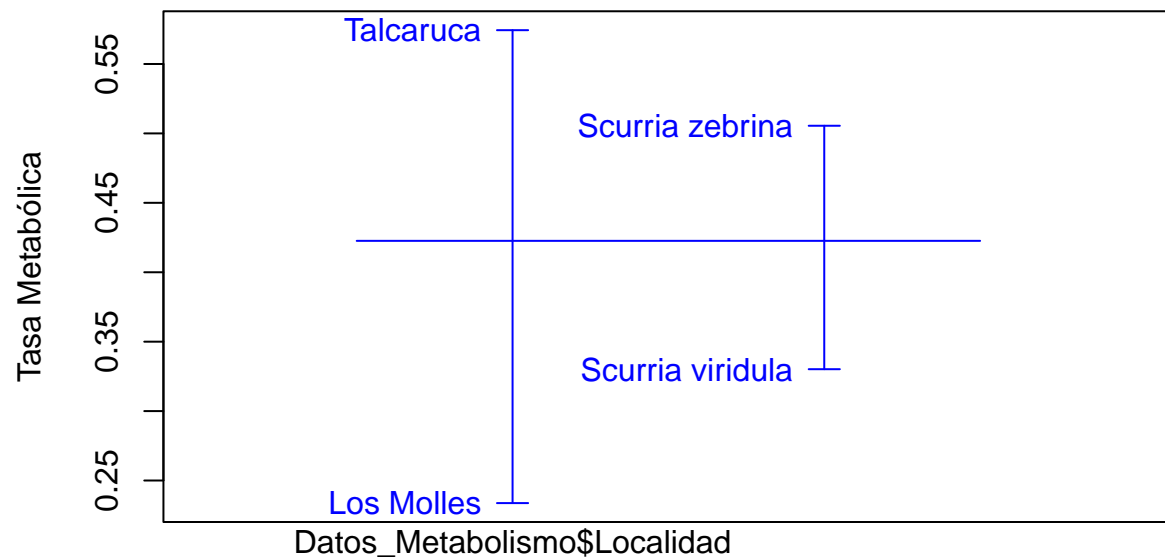 Talcaruca
Scurria zebrina
Scurria viridula
Los Molles
Tasa Metabólica
0.55
0.45
0.35
0.25
Datos_Metabolismo$Localidad